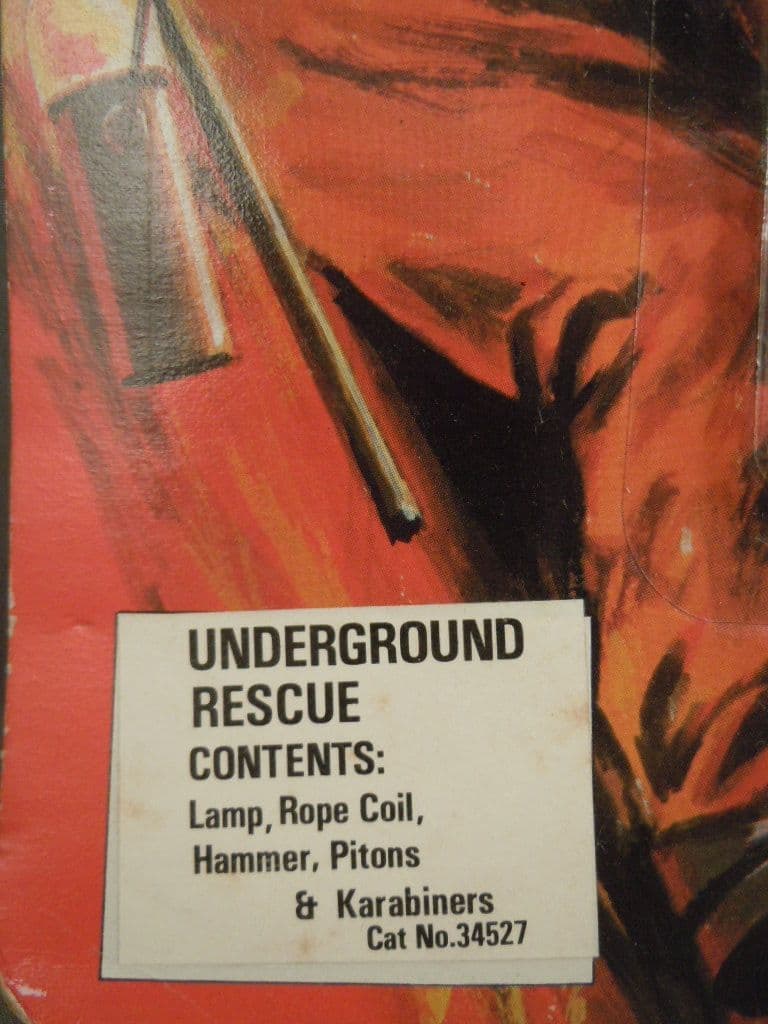 UNDERGROUND
RESCUE
CONTENTS:
Lamp, Rope Coil,
Hammer, Pitons
& Karabiners
Cat No.34527